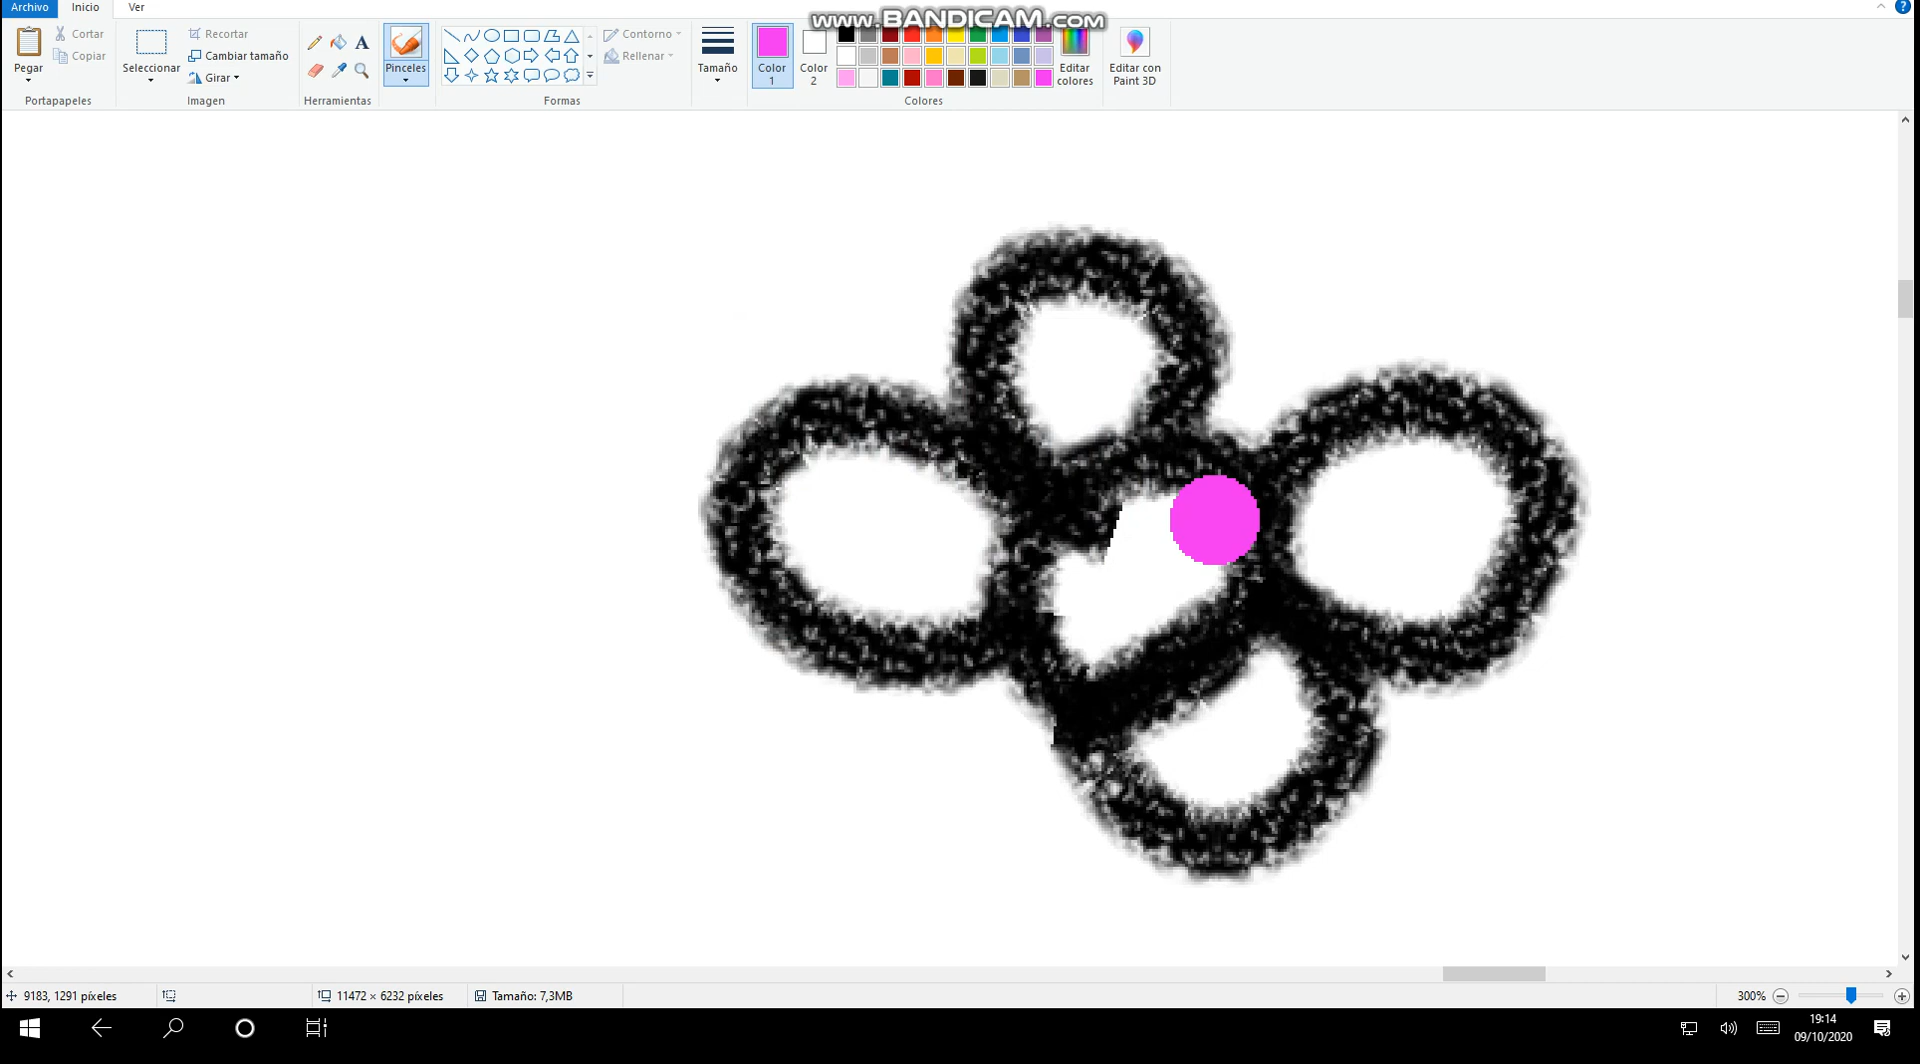 Archivo Inicio Ver
www.BANDICAM.com
Pegar
Cortar
Copiar
Portapapeles
Seleccionar
Recortar
Cambiar tamaño
Girar
Imagen
A
Herramientas
Pinceles
Contorno
Rellenar
Formas
Tamaño
Color
1
Color
2
Editar
colores
Colores
Editar con
Paint 3D
9183, 1291 píxeles
11472 × 6232 píxeles
Tamaño: 7,3MB
300%
19:14
09/10/2020